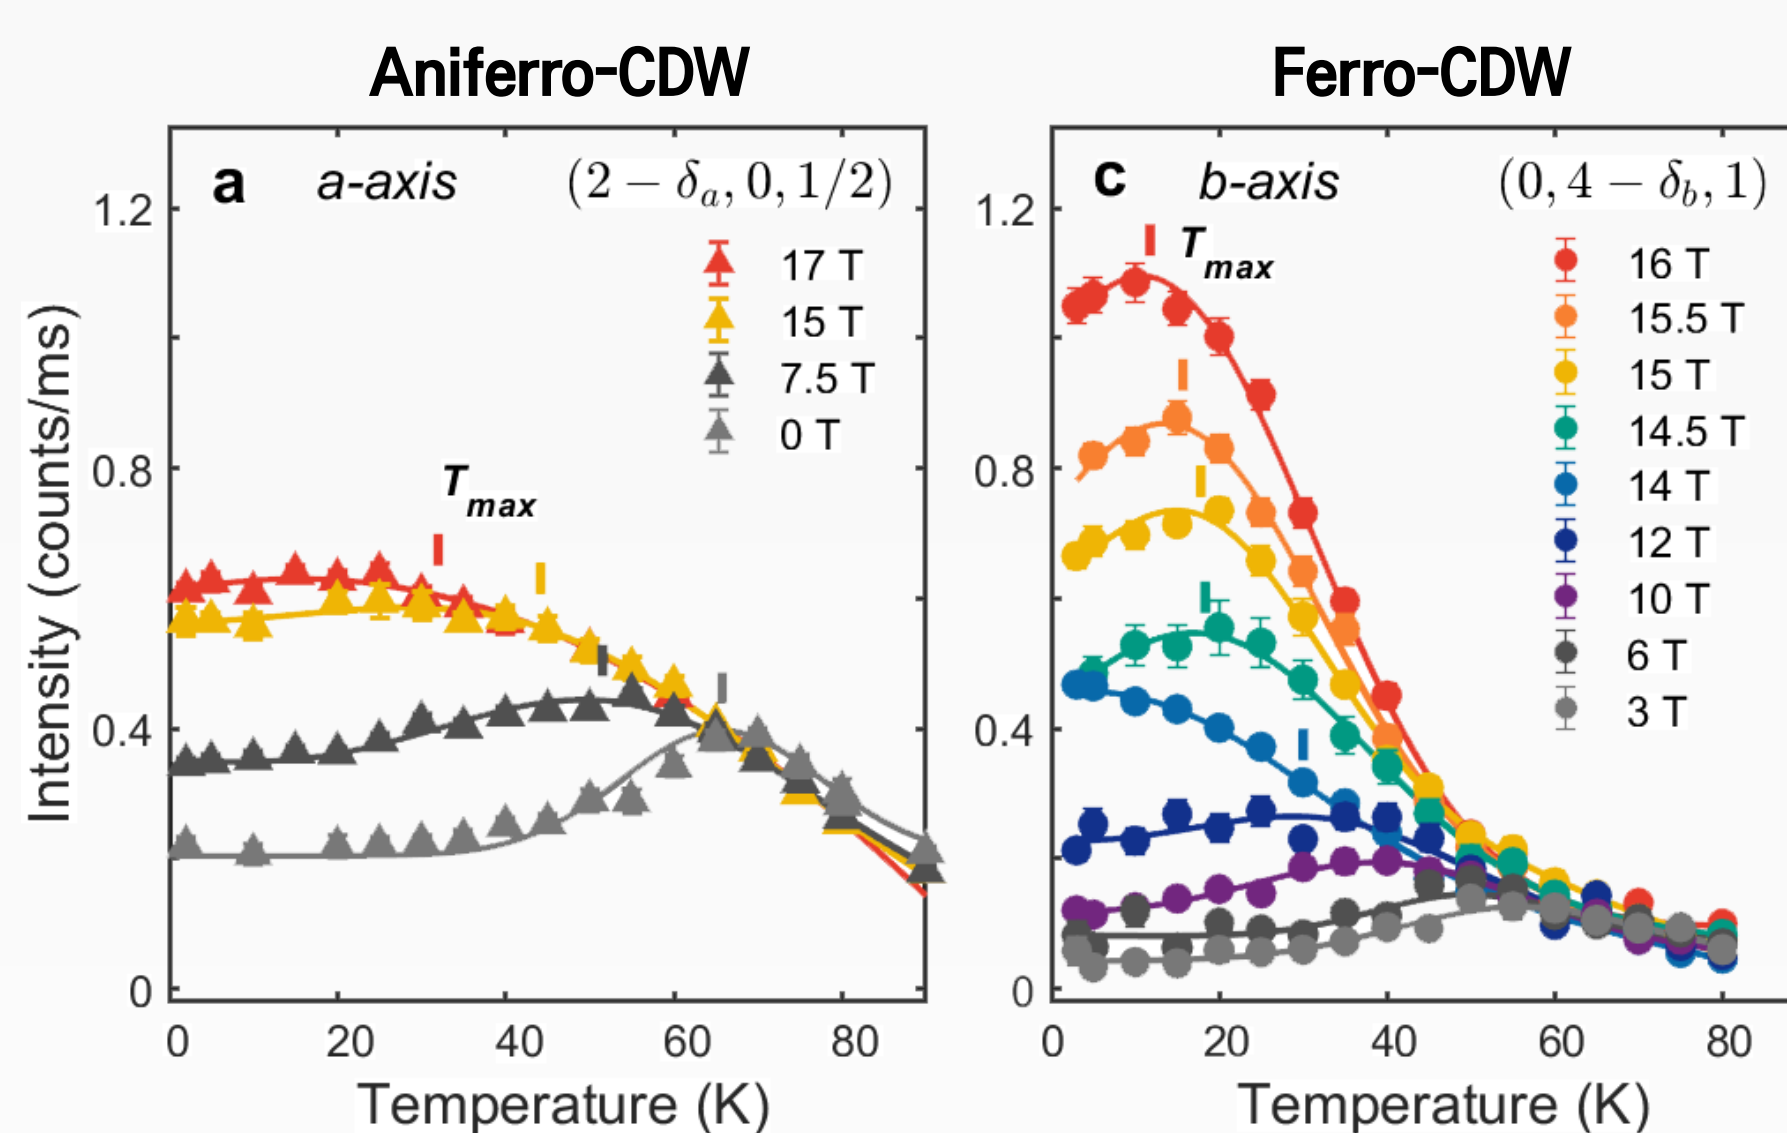 Aniferro-CDW
a a-axis (2 − δa, 0, 1/2)
17 T
15 T
7.5 T
0 T
Tmax
1.2
0.8
0.4
0
0 20 40 60 80
Intensity (counts/ms)
Temperature (K)
Ferro-CDW
c b-axis (0, 4 − δb, 1)
Tmax
16 T
15.5 T
15 T
14.5 T
14 T
12 T
10 T
6 T
3 T
1.2
0.8
0.4
0
0 20 40 60 80
Temperature (K)